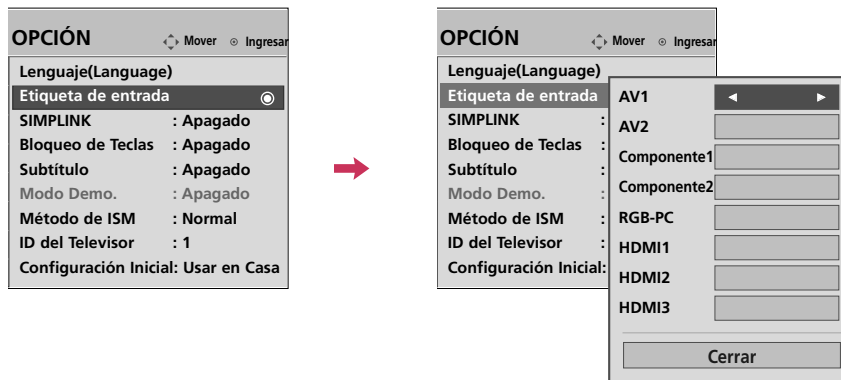 OPCIÓN Mover Ingresar
Lenguaje(Language)
Etiqueta de entrada
SIMPLINK : Apagado
Bloqueo de Teclas : Apagado
Subtítulo : Apagado
Modo Demo. : Apagado
Método de ISM : Normal
ID del Televisor : 1
Configuración Inicial: Usar en Casa
OPCIÓN Mover Ingresar
Lenguaje(Language)
Etiqueta de entrada
SIMPLINK :
Bloqueo de Teclas :
Subtítulo :
Modo Demo. :
Método de ISM :
ID del Televisor :
Configuración Inicial:
AV1
AV2
Componente1
Componente2
RGB-PC
HDMI1
HDMI2
HDMI3
Cerrar